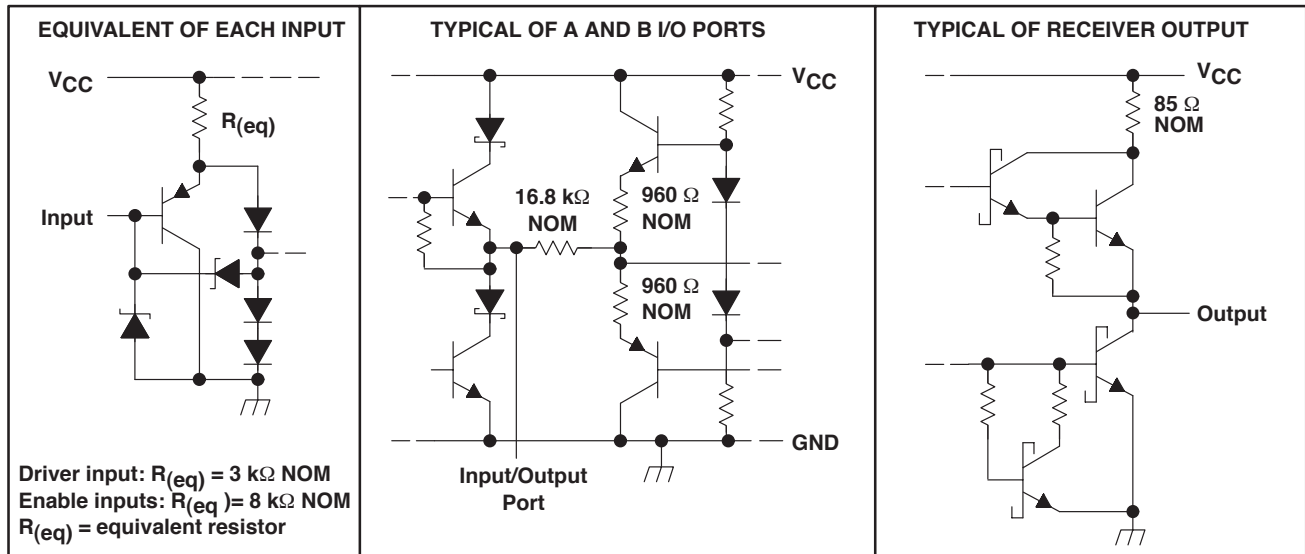 EQUIVALENT OF EACH INPUT
VCC
R(eq)
Input
Driver input: R(eq) = 3 kΩ NOM
Enable inputs: R(eq )= 8 kΩ NOM
R(eq) = equivalent resistor
TYPICAL OF A AND B I/O PORTS
VCC
16.8 kΩ
NOM
960 Ω
NOM
960 Ω
NOM
GND
Input/Output
Port
TYPICAL OF RECEIVER OUTPUT
VCC
85 Ω
NOM
Output